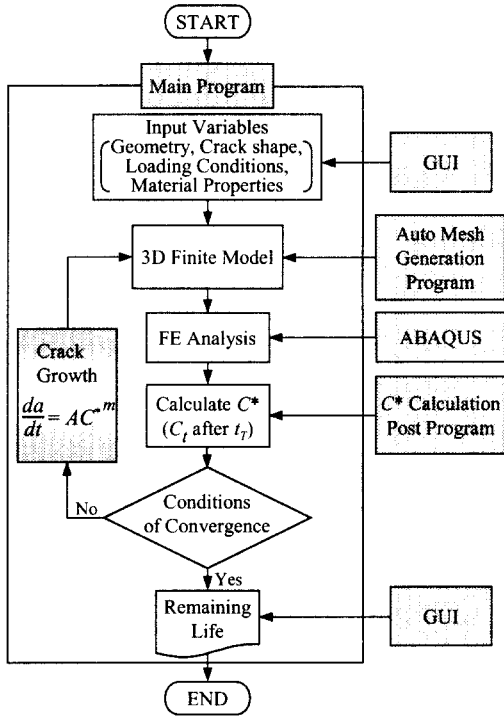 START
Main Program
Input Variables
Geometry, Crack shape,
Loading Conditions,
Material Properties
GUI
3D Finite Model
Auto Mesh
Generation
Program
FE Analysis
ABAQUS
Crack
Growth
da/dt = AC*^m
Calculate C*
(C_t after t_T)
C* Calculation
Post Program
Conditions
of Convergence
No
Yes
Remaining
Life
GUI
END